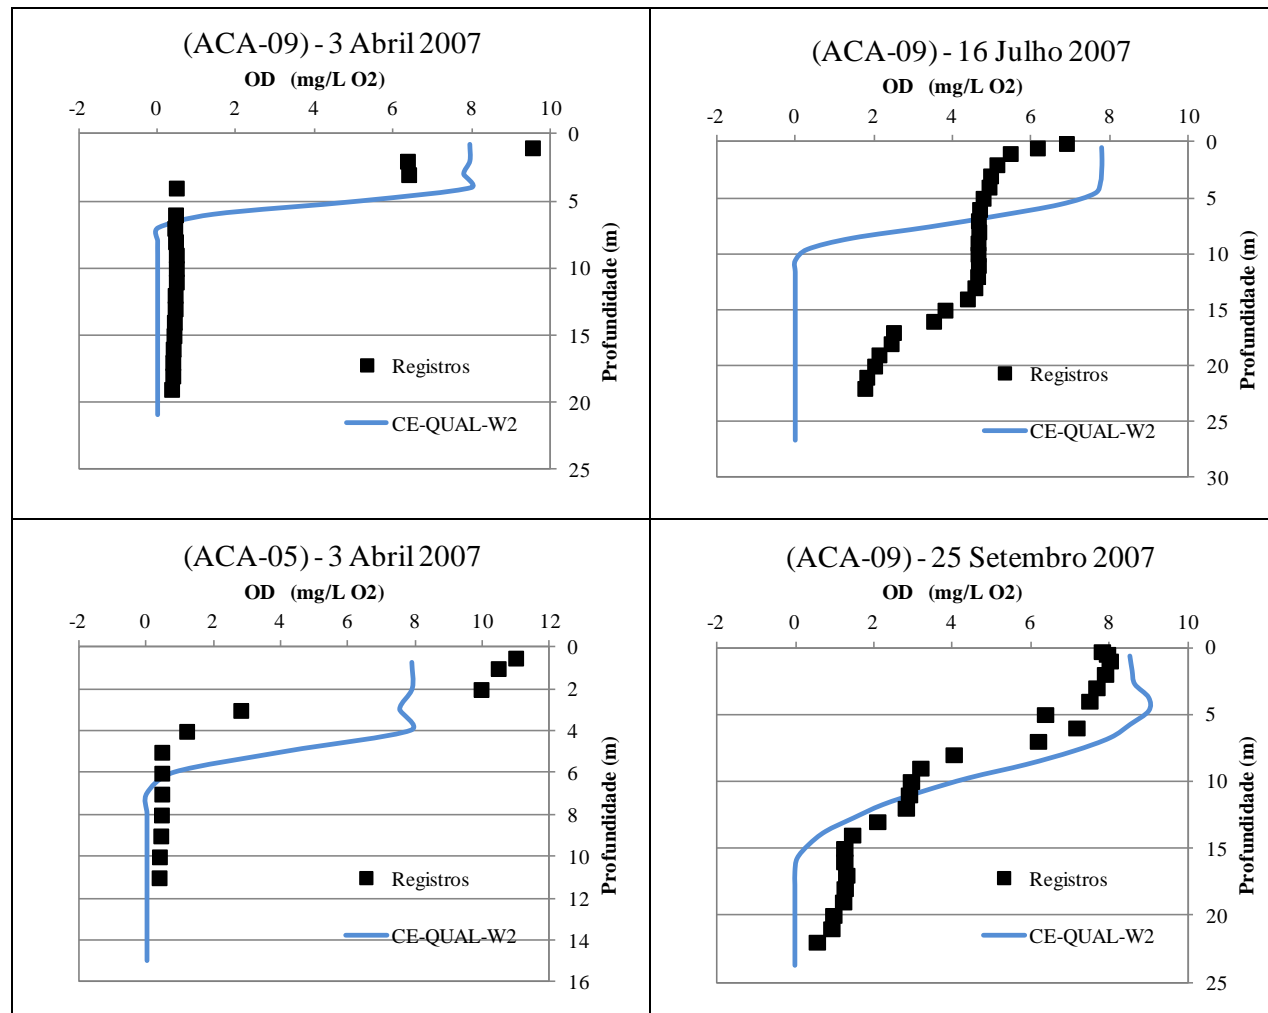 (ACA-09) - 3 Abril 2007
OD (mg/L O2)
-2 0 2 4 6 8 10
0
5
10
15
20
25
Profundidade (m)
Registros
CE-QUAL-W2
(ACA-09) - 16 Julho 2007
OD (mg/L O2)
-2 0 2 4 6 8 10
0
5
10
15
20
25
30
Profundidade (m)
Registros
CE-QUAL-W2
(ACA-05) - 3 Abril 2007
OD (mg/L O2)
-2 0 2 4 6 8 10 12
0
2
4
6
8
10
12
14
16
Profundidade (m)
Registros
CE-QUAL-W2
(ACA-09) - 25 Setembro 2007
OD (mg/L O2)
-2 0 2 4 6 8 10
0
5
10
15
20
25
Profundidade (m)
Registros
CE-QUAL-W2